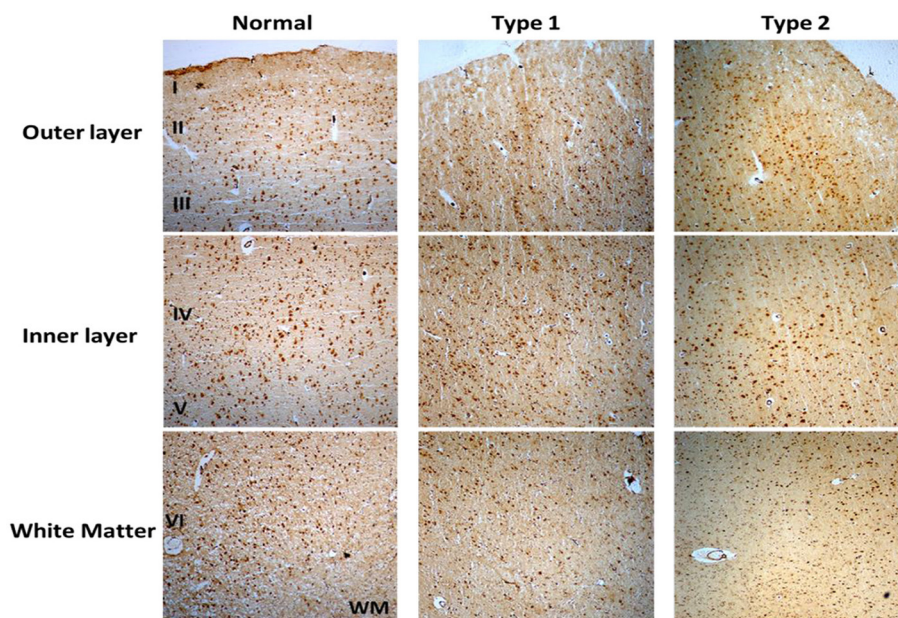 Normal Type 1 Type 2
Outer layer
I
II
III
Inner layer
IV
V
White Matter
VI
WM